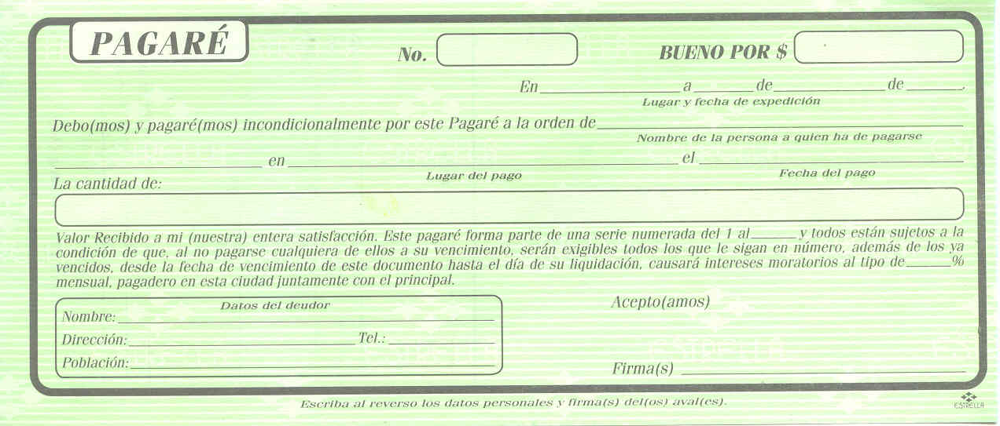 PAGARÉ No. BUENO POR $
En a de de .
Lugar y fecha de expedición
Debo(mos) y pagaré(mos) incondicionalmente por este Pagaré a la orden de
Nombre de la persona a quien ha de pagarse
en el
Lugar del pago Fecha del pago
La cantidad de:
Valor Recibido a mi (nuestra) entera satisfacción. Este pagaré forma parte de una serie numerada del 1 al y todos están sujetos a la
condición de que, al no pagarse cualquiera de ellos a su vencimiento, serán exigibles todos los que le sigan en número, además de los ya
vencidos, desde la fecha de vencimiento de este documento hasta el día de su liquidación, causará intereses moratorios al tipo de %
mensual, pagadero en esta ciudad juntamente con el principal.
Datos del deudor
Nombre:
Dirección: Tel.:
Población:
Acepto(amos)
Firma(s)
Escriba al reverso los datos personales y firma(s) del(os) aval(es).
ESTRELLA